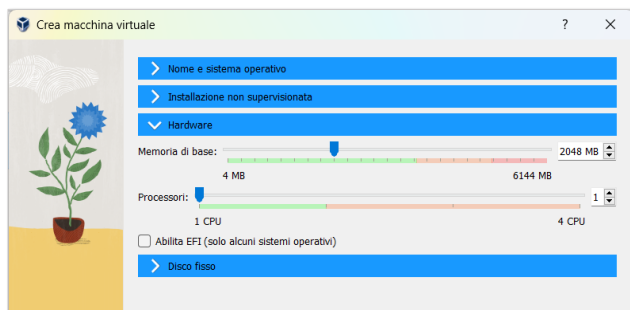 Crea macchina virtuale ? ✕
Nome e sistema operativo
Installazione non supervisionata
Hardware
Memoria di base: 2048 MB
4 MB 6144 MB
Processori: 1
1 CPU 4 CPU
Abilita EFI (solo alcuni sistemi operativi)
Disco fisso